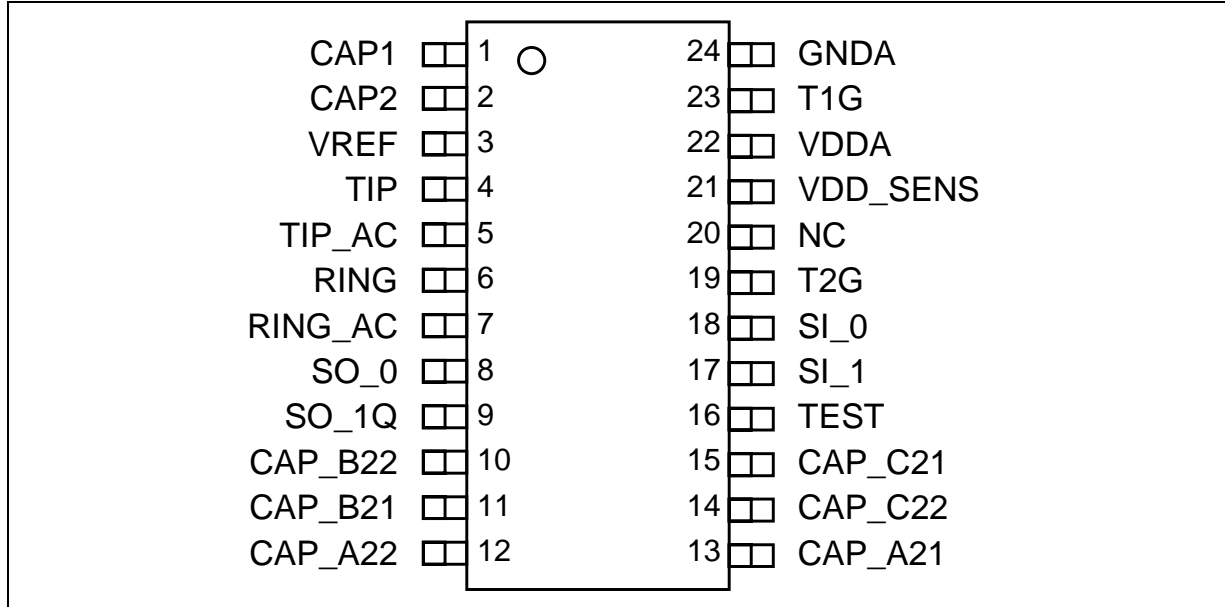 CAP1 1 24 GNDA
CAP2 2 23 T1G
VREF 3 22 VDDA
TIP 4 21 VDD_SENS
TIP_AC 5 20 NC
RING 6 19 T2G
RING_AC 7 18 SI_0
SO_0 8 17 SI_1
SO_1Q 9 16 TEST
CAP_B22 10 15 CAP_C21
CAP_B21 11 14 CAP_C22
CAP_A22 12 13 CAP_A21